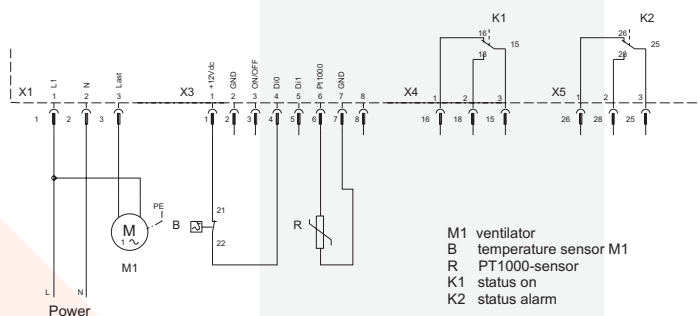 K1
K2
16
15
18
26
25
28
X1
L1
N
Last
X3
+12Vdc
GND
ON/OFF
Di0
Di1
Pt1000
GND
X4
X5
1 2 3
1 2 3 4 5 6 7 8
1 2 3
1 2 3
1 2 3
1 2 3 4 5 6 7 8
16 18 15
26 28 25
PE
M
1 ~
M1
B
21
22
R
M1 ventilator
B temperature sensor M1
R PT1000-sensor
K1 status on
K2 status alarm
L N
Power